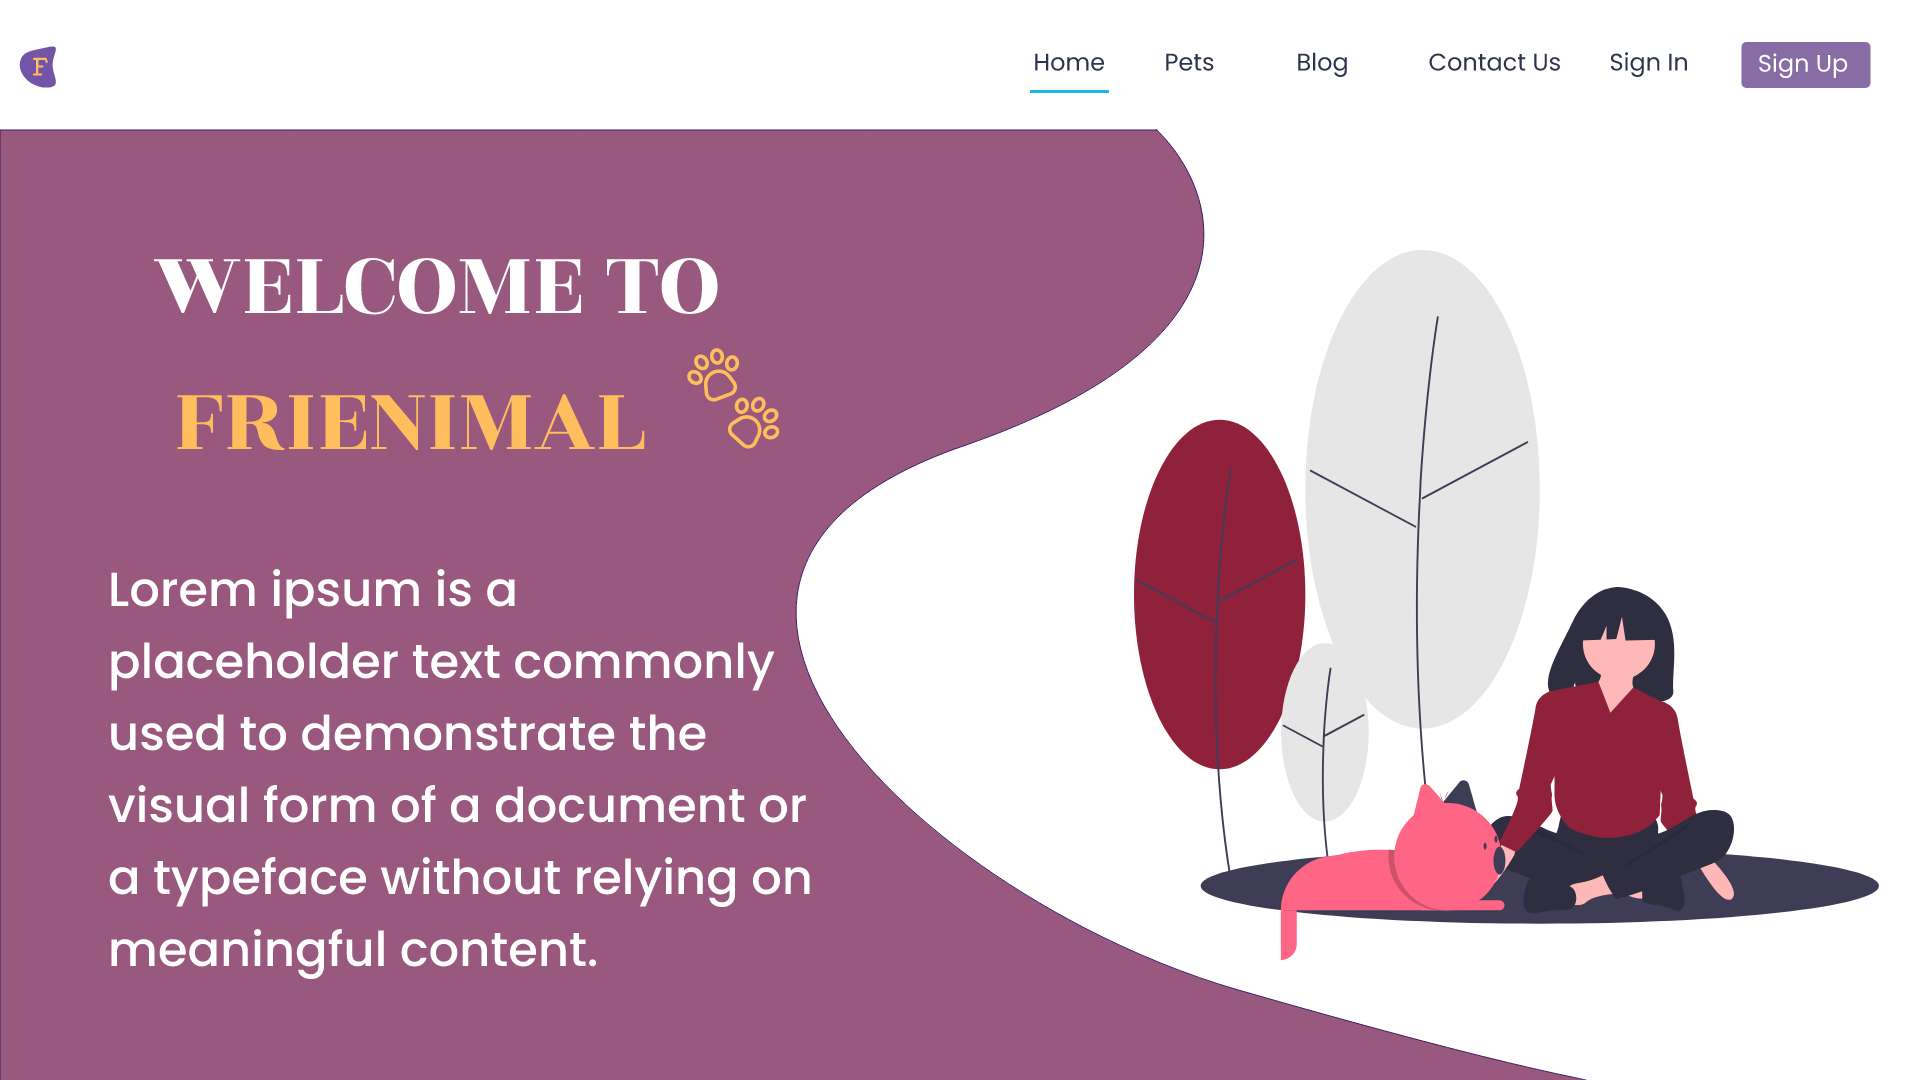 F
Home Pets Blog Contact Us Sign In Sign Up
WELCOME TO
FRIENIMAL
Lorem ipsum is a
placeholder text commonly
used to demonstrate the
visual form of a document or
a typeface without relying on
meaningful content.